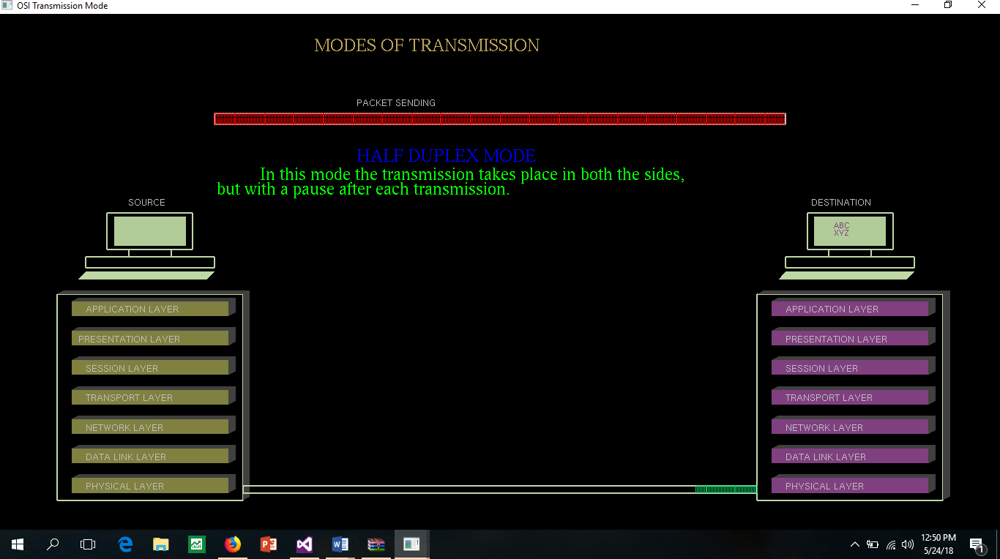 OSI Transmission Mode
MODES OF TRANSMISSION
PACKET SENDING
HALF DUPLEX MODE
In this mode the transmission takes place in both the sides,
but with a pause after each transmission.
SOURCE
DESTINATION
ABC
XYZ
APPLICATION LAYER
PRESENTATION LAYER
SESSION LAYER
TRANSPORT LAYER
NETWORK LAYER
DATA LINK LAYER
PHYSICAL LAYER
APPLICATION LAYER
PRESENTATION LAYER
SESSION LAYER
TRANSPORT LAYER
NETWORK LAYER
DATA LINK LAYER
PHYSICAL LAYER
12:50 PM
5/24/18
1